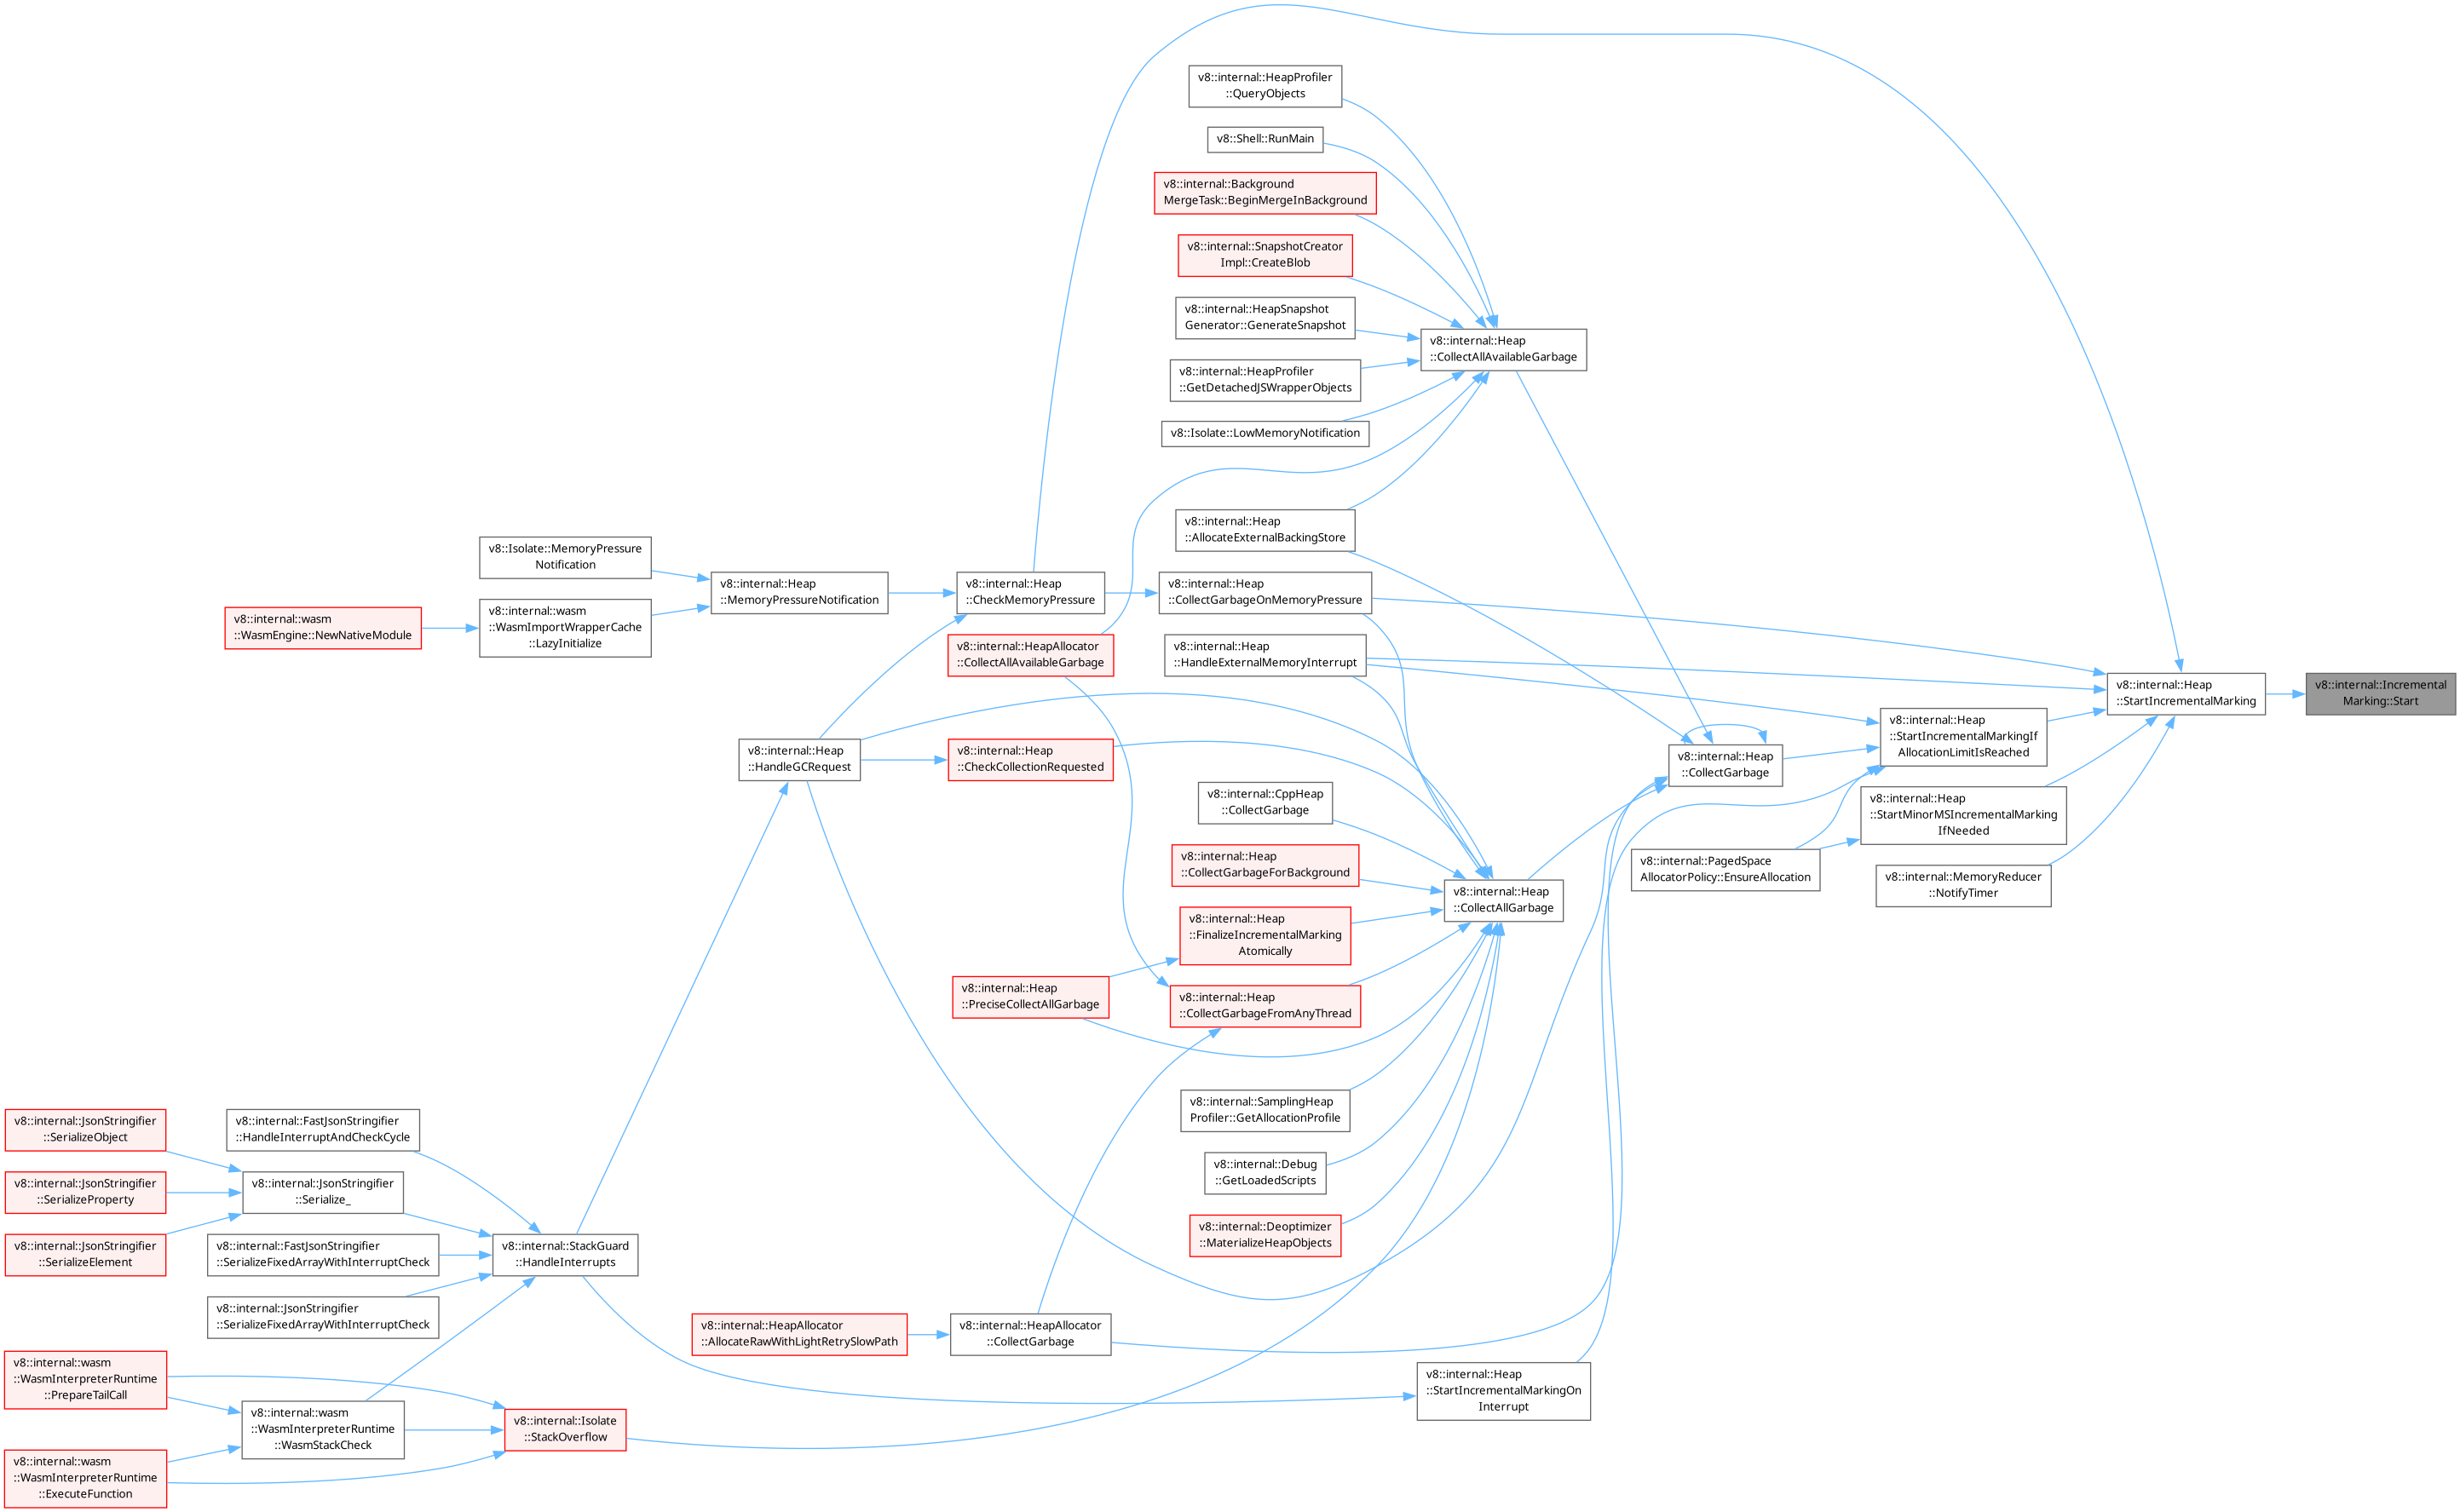 v8::internal::HeapProfiler
::QueryObjects
v8::Shell::RunMain
v8::internal::Background
MergeTask::BeginMergeInBackground
v8::internal::SnapshotCreator
Impl::CreateBlob
v8::internal::HeapSnapshot
Generator::GenerateSnapshot
v8::internal::Heap
::CollectAllAvailableGarbage
v8::internal::HeapProfiler
::GetDetachedJSWrapperObjects
v8::Isolate::LowMemoryNotification
v8::internal::Heap
::AllocateExternalBackingStore
v8::Isolate::MemoryPressure
Notification
v8::internal::Heap
::MemoryPressureNotification
v8::internal::Heap
::CheckMemoryPressure
v8::internal::Heap
::CollectGarbageOnMemoryPressure
v8::internal::wasm
::WasmEngine::NewNativeModule
v8::internal::wasm
::WasmImportWrapperCache
::LazyInitialize
v8::internal::HeapAllocator
::CollectAllAvailableGarbage
v8::internal::Heap
::HandleExternalMemoryInterrupt
v8::internal::Heap
::StartIncrementalMarking
v8::internal::Incremental
Marking::Start
v8::internal::Heap
::StartIncrementalMarkingIf
AllocationLimitIsReached
v8::internal::Heap
::HandleGCRequest
v8::internal::Heap
::CheckCollectionRequested
v8::internal::Heap
::CollectGarbage
v8::internal::CppHeap
::CollectGarbage
v8::internal::Heap
::StartMinorMSIncrementalMarking
IfNeeded
v8::internal::Heap
::CollectGarbageForBackground
v8::internal::PagedSpace
AllocatorPolicy::EnsureAllocation
v8::internal::MemoryReducer
::NotifyTimer
v8::internal::Heap
::CollectAllGarbage
v8::internal::Heap
::FinalizeIncrementalMarking
Atomically
v8::internal::Heap
::PreciseCollectAllGarbage
v8::internal::Heap
::CollectGarbageFromAnyThread
v8::internal::SamplingHeap
Profiler::GetAllocationProfile
v8::internal::JsonStringifier
::SerializeObject
v8::internal::FastJsonStringifier
::HandleInterruptAndCheckCycle
v8::internal::Debug
::GetLoadedScripts
v8::internal::JsonStringifier
::SerializeProperty
v8::internal::JsonStringifier
::Serialize_
v8::internal::Deoptimizer
::MaterializeHeapObjects
v8::internal::JsonStringifier
::SerializeElement
v8::internal::FastJsonStringifier
::SerializeFixedArrayWithInterruptCheck
v8::internal::StackGuard
::HandleInterrupts
v8::internal::JsonStringifier
::SerializeFixedArrayWithInterruptCheck
v8::internal::HeapAllocator
::AllocateRawWithLightRetrySlowPath
v8::internal::HeapAllocator
::CollectGarbage
v8::internal::wasm
::WasmInterpreterRuntime
::PrepareTailCall
v8::internal::Heap
::StartIncrementalMarkingOn
Interrupt
v8::internal::wasm
::WasmInterpreterRuntime
::WasmStackCheck
v8::internal::Isolate
::StackOverflow
v8::internal::wasm
::WasmInterpreterRuntime
::ExecuteFunction